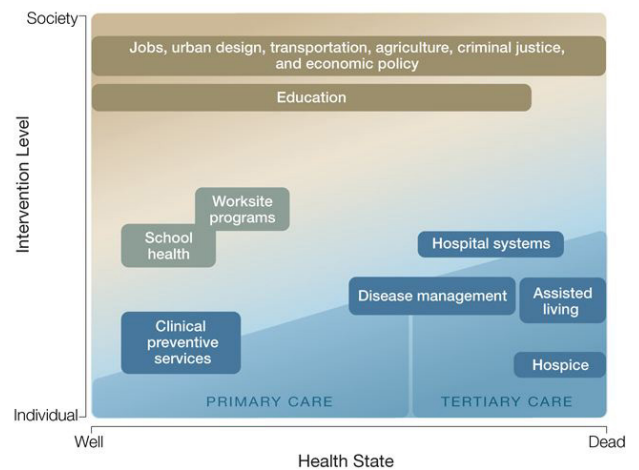 Society
Jobs, urban design, transportation, agriculture, criminal justice,
and economic policy
Education
Intervention Level
Worksite
programs
School
health
Hospital systems
Disease management
Assisted
living
Clinical
preventive
services
Hospice
PRIMARY CARE
TERTIARY CARE
Individual
Well
Dead
Health State